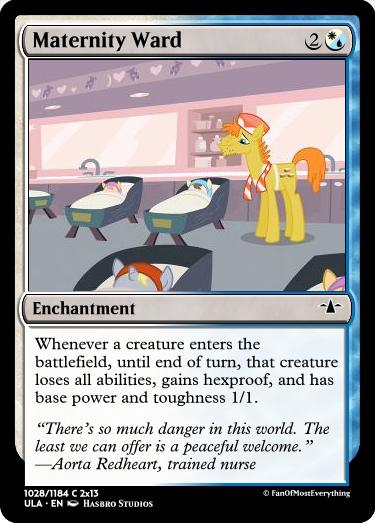 Maternity Ward 2
Enchantment
Whenever a creature enters the
battlefield, until end of turn, that creature
loses all abilities, gains hexproof, and has
base power and toughness 1/1.
“There’s so much danger in this world. The
least we can offer is a peaceful welcome.”
—Aorta Redheart, trained nurse
1028/1184 C 2x13
ULA • EN Hasbro Studios © FanOfMostEverything